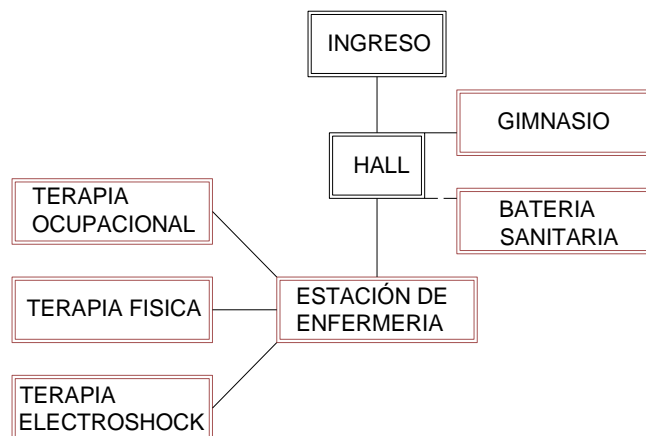 INGRESO
GIMNASIO
HALL
BATERIA
SANITARIA
TERAPIA
OCUPACIONAL
TERAPIA FISICA
ESTACIÓN DE
ENFERMERIA
TERAPIA
ELECTROSHOCK